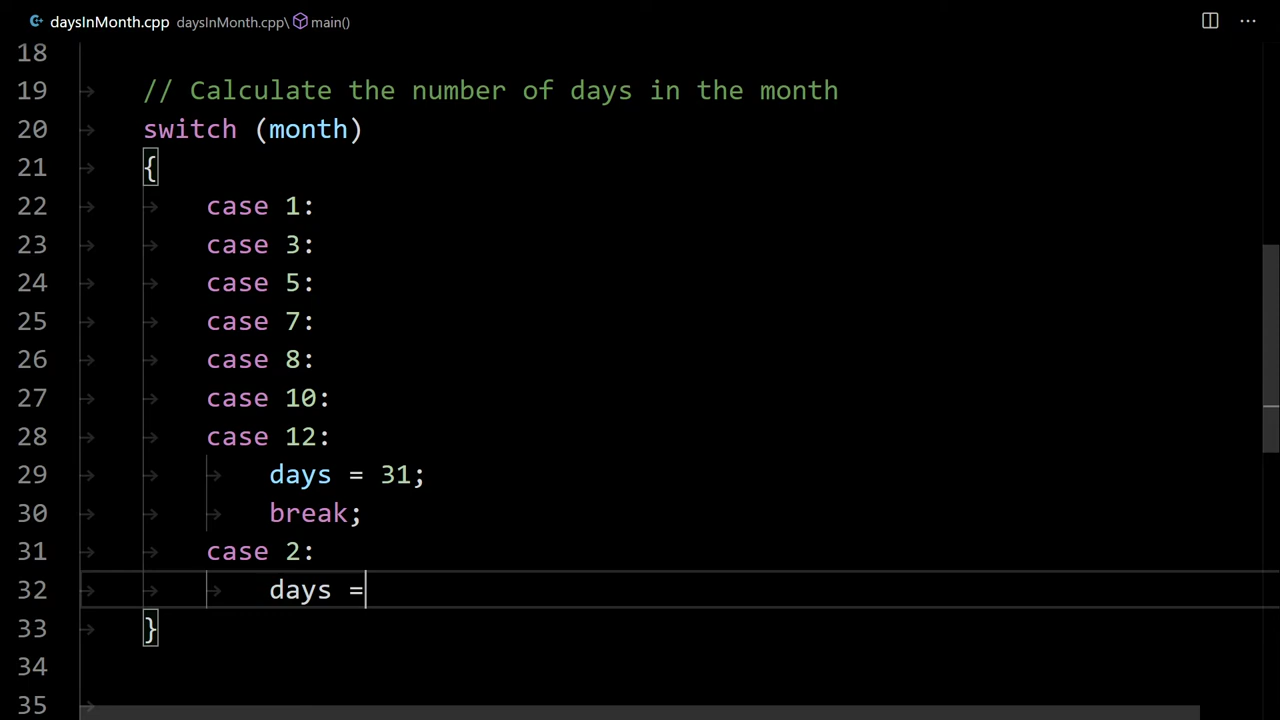 daysInMonth.cpp daysInMonth.cpp\ main()
18
19 // Calculate the number of days in the month
20 switch (month)
21 {
22 case 1:
23 case 3:
24 case 5:
25 case 7:
26 case 8:
27 case 10:
28 case 12:
29 days = 31;
30 break;
31 case 2:
32 days =
33 }
34
35